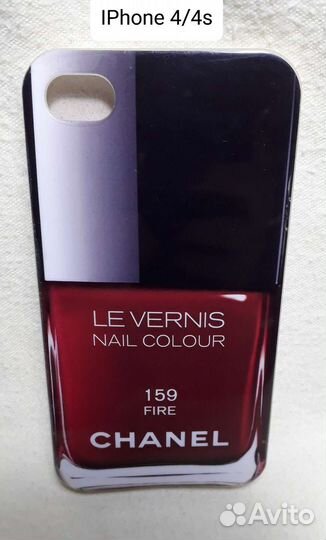 IPhone 4/4s
LE VERNIS
NAIL COLOUR
159
FIRE
CHANEL
Avito